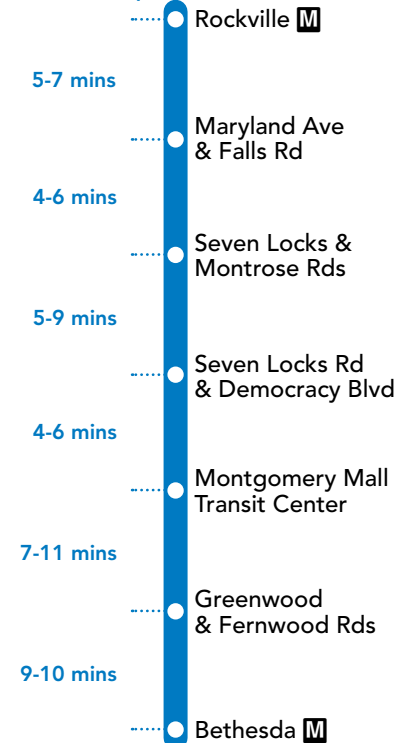 Rockville M
5-7 mins
Maryland Ave
& Falls Rd
4-6 mins
Seven Locks &
Montrose Rds
5-9 mins
Seven Locks Rd
& Democracy Blvd
4-6 mins
Montgomery Mall
Transit Center
7-11 mins
Greenwood
& Fernwood Rds
9-10 mins
Bethesda M